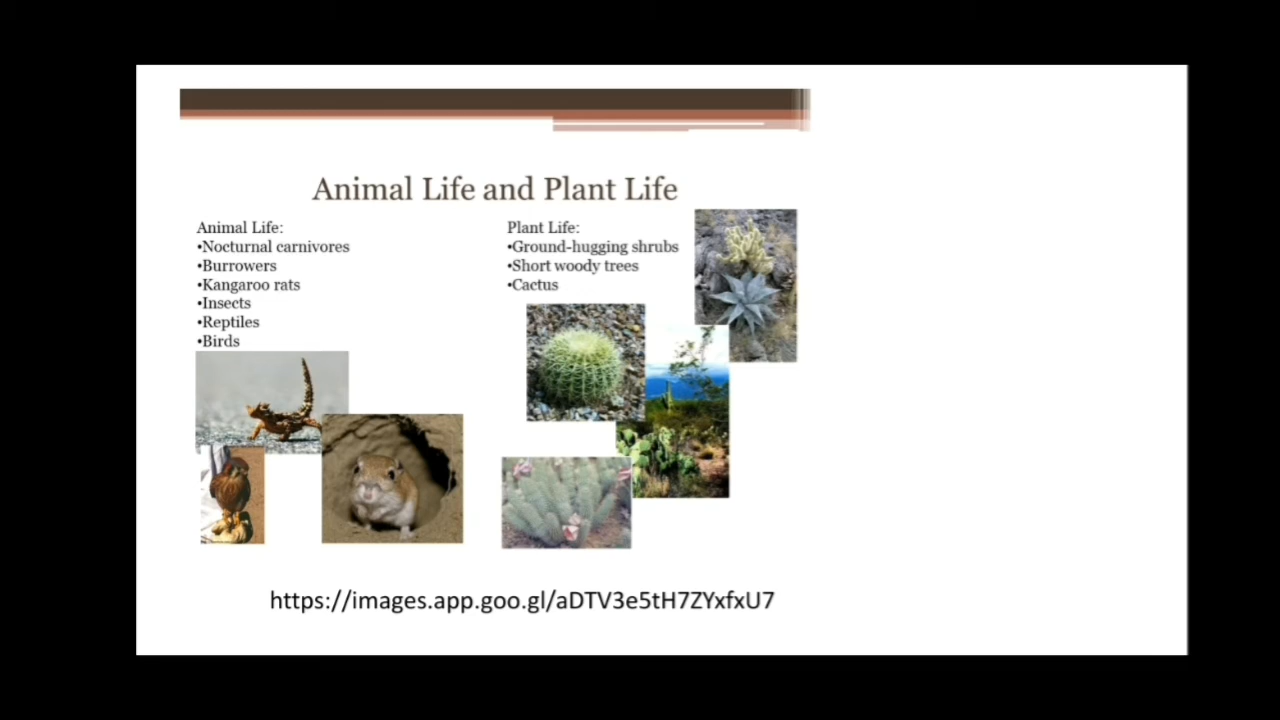 Animal Life and Plant Life
Animal Life:
•Nocturnal carnivores
•Burrowers
•Kangaroo rats
•Insects
•Reptiles
•Birds
Plant Life:
•Ground-hugging shrubs
•Short woody trees
•Cactus
https://images.app.goo.gl/aDTV3e5tH7ZYxfxU7